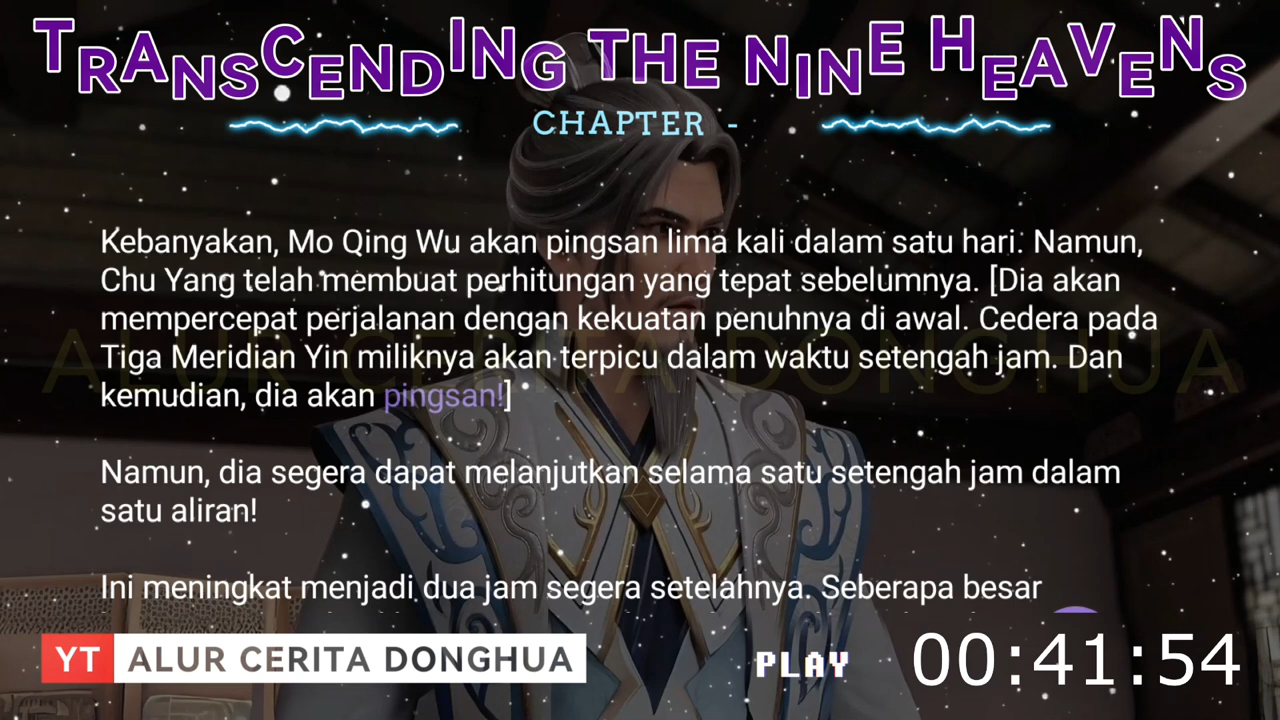 TRANSCENDING THE NINE HEAVENS
CHAPTER -
Kebanyakan, Mo Qing Wu akan pingsan lima kali dalam satu hari. Namun,
Chu Yang telah membuat perhitungan yang tepat sebelumnya. [Dia akan
mempercepat perjalanan dengan kekuatan penuhnya di awal. Cedera pada
Tiga Meridian Yin miliknya akan terpicu dalam waktu setengah jam. Dan
kemudian, dia akan pingsan!]
ALUR CERITA DONGHUA
Namun, dia segera dapat melanjutkan selama satu setengah jam dalam
satu aliran!
Ini meningkat menjadi dua jam segera setelahnya. Seberapa besar
YT ALUR CERITA DONGHUA
PLAY
00:41:54